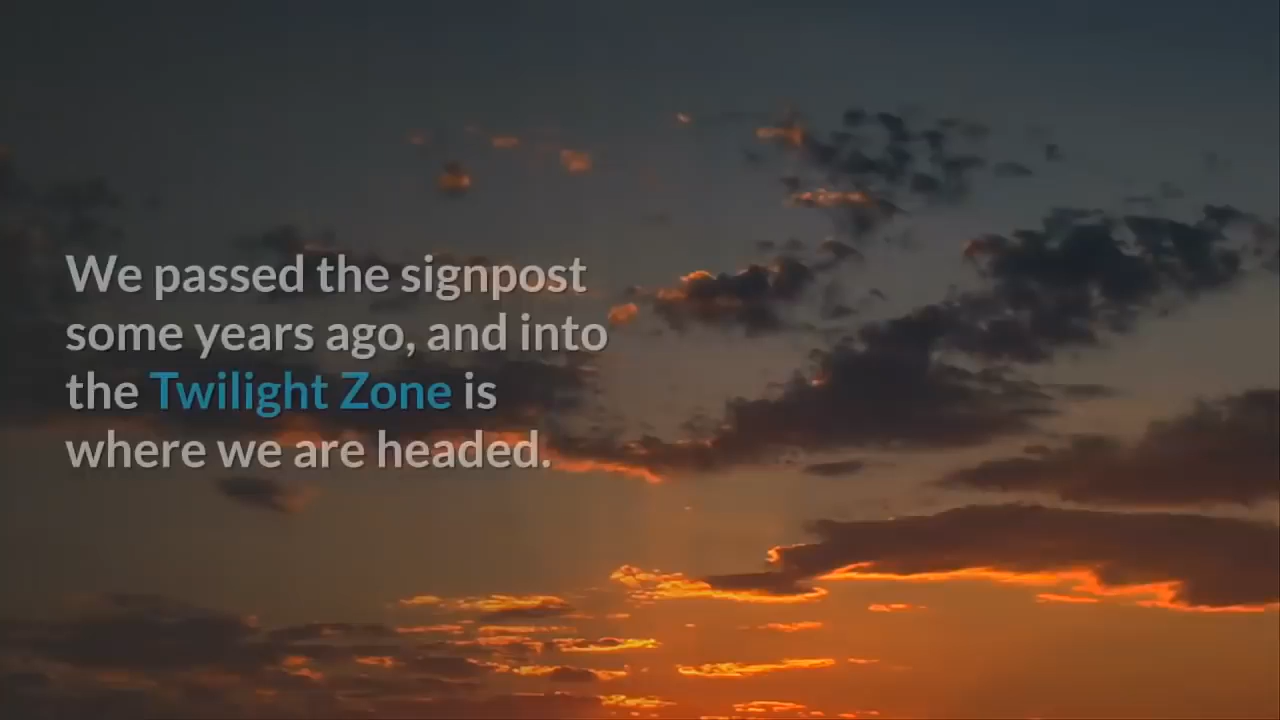 We passed the signpost
some years ago, and into
the Twilight Zone is
where we are headed.